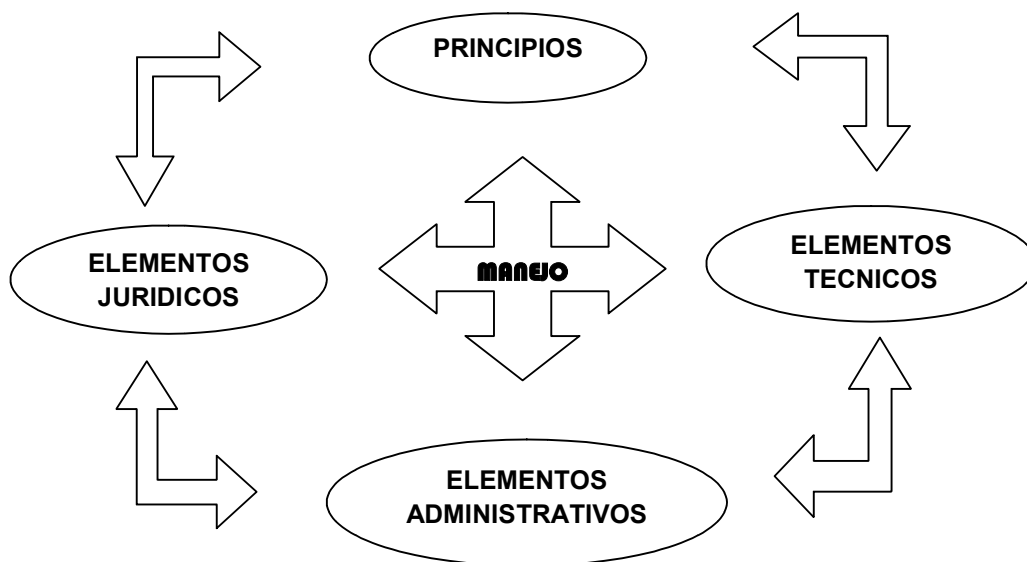 PRINCIPIOS
ELEMENTOS
JURIDICOS
MANEJO
ELEMENTOS
TECNICOS
ELEMENTOS
ADMINISTRATIVOS